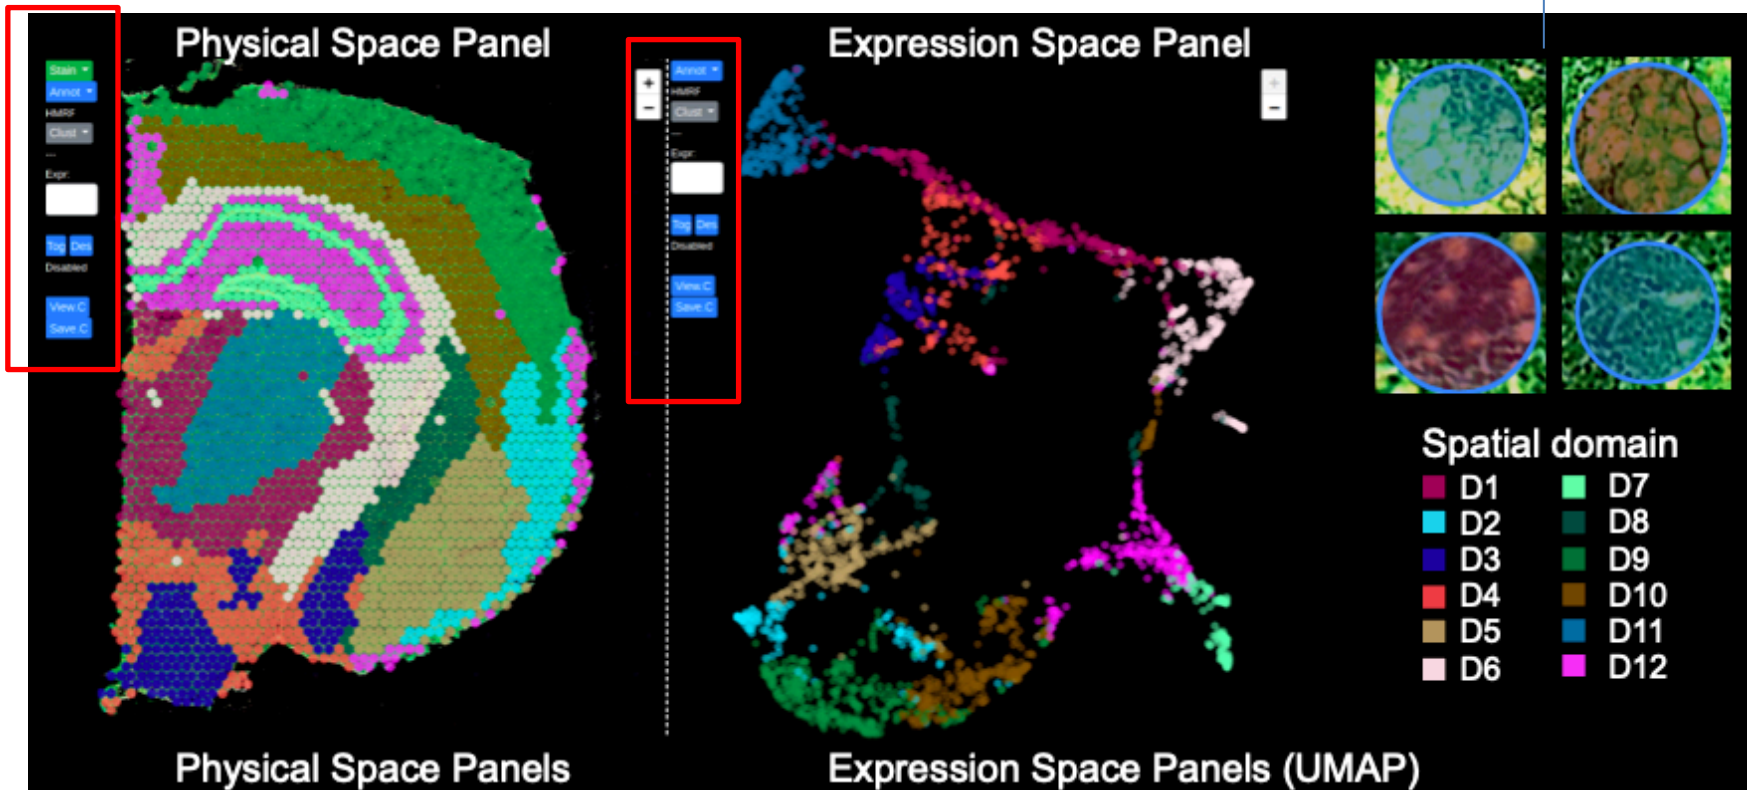 Physical Space Panel
Expression Space Panel
Stain
Annot
HMRF
Clust
---
Expr:
Tog Des
Disabled
View.C
Save.C
+
-
Annot
HMRF
Clust
---
Expr:
Tog Des
Disabled
View.C
Save.C
+
-
Spatial domain
D1 D7
D2 D8
D3 D9
D4 D10
D5 D11
D6 D12
Physical Space Panels
Expression Space Panels (UMAP)